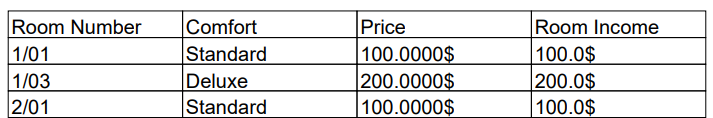 Room Number Comfort Price Room Income
1/01 Standard 100.0000$ 100.0$
1/03 Deluxe 200.0000$ 200.0$
2/01 Standard 100.0000$ 100.0$